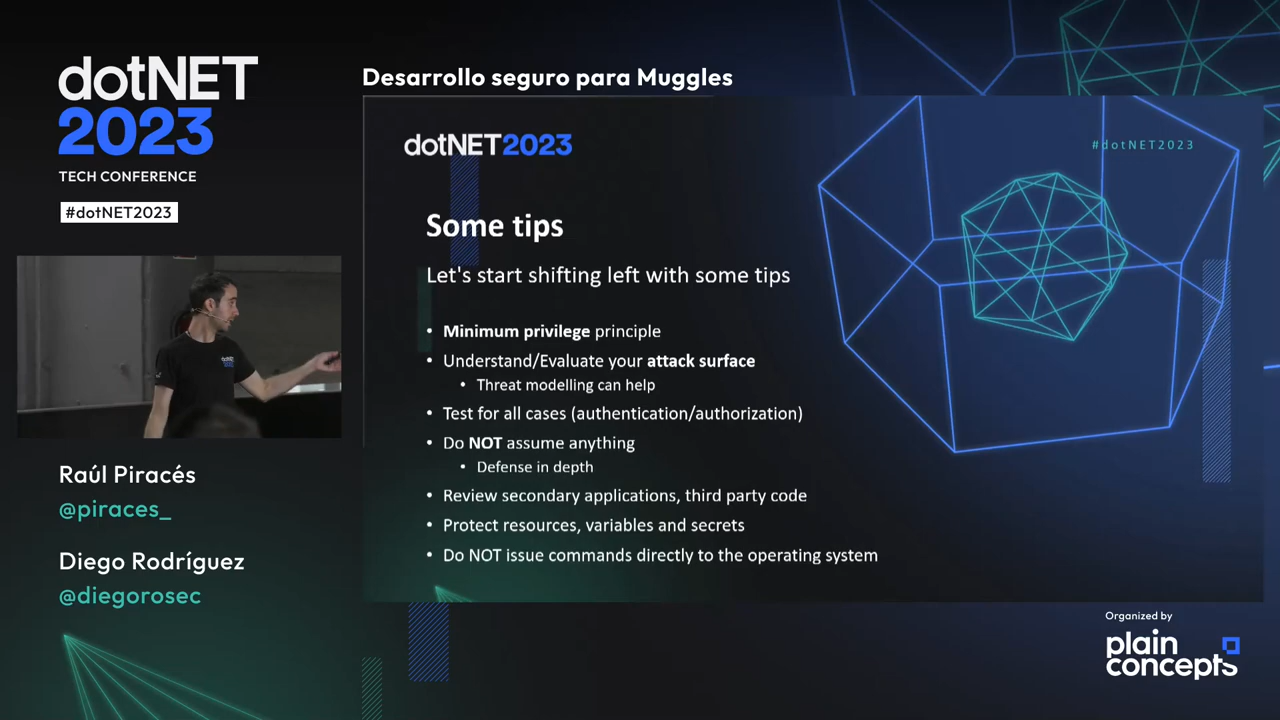 dotNET
2023
TECH CONFERENCE
#dotNET2023
Raúl Piracés
@piraces_
Diego Rodríguez
@diegorosec
Desarrollo seguro para Muggles
dotNET2023
#dotNET2023
Some tips
Let's start shifting left with some tips
• Minimum privilege principle
• Understand/Evaluate your attack surface
• Threat modelling can help
• Test for all cases (authentication/authorization)
• Do NOT assume anything
• Defense in depth
• Review secondary applications, third party code
• Protect resources, variables and secrets
• Do NOT issue commands directly to the operating system
Organized by
plain
concepts